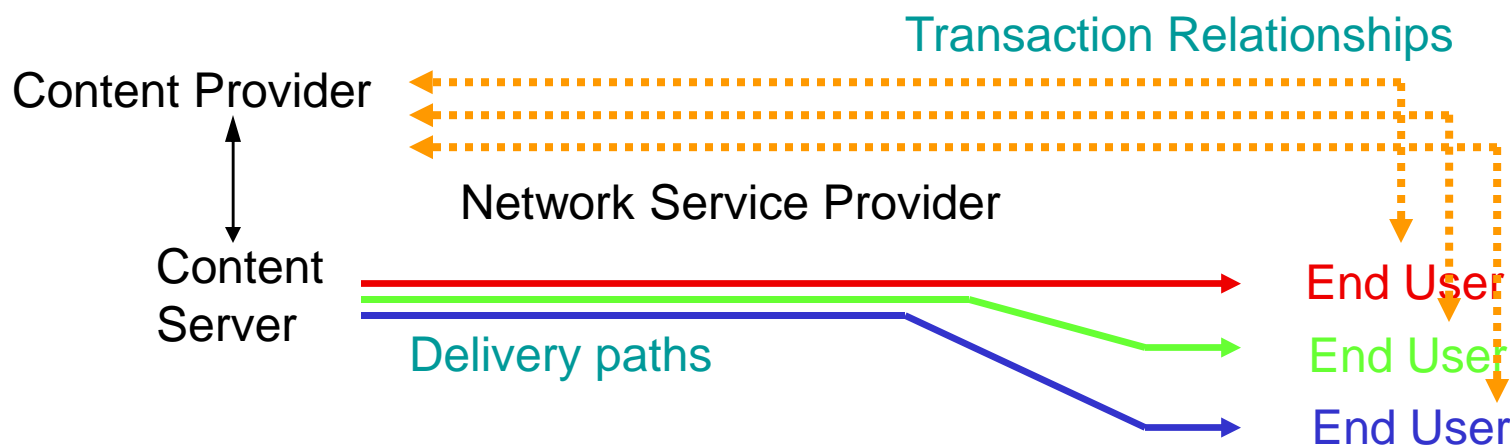 Transaction Relationships
Content Provider
Network Service Provider
Content
Server
End User
Delivery paths
End User
End User